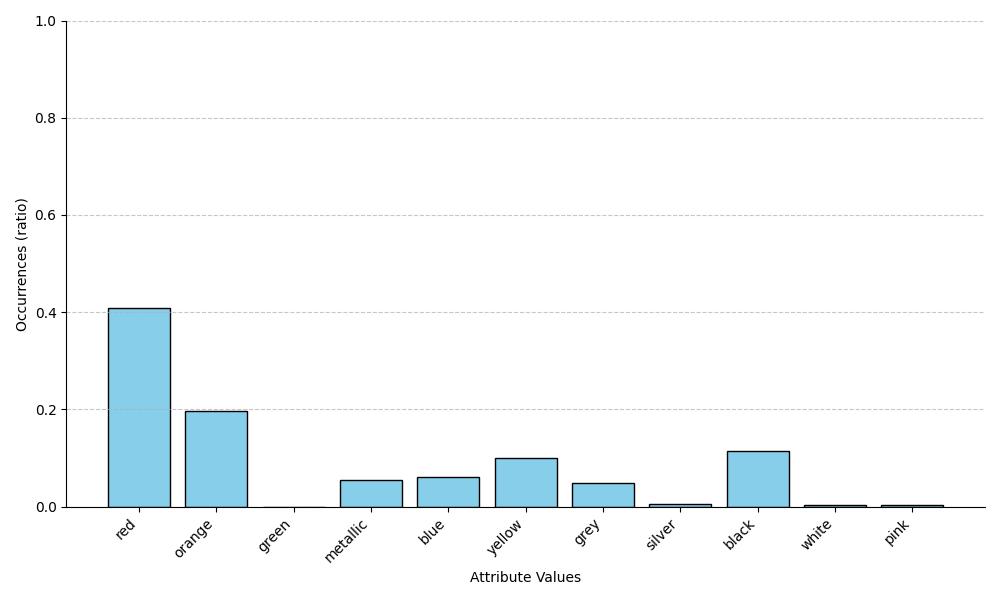 1.0
0.8
0.6
0.4
0.2
0.0
Occurrences (ratio)
red
orange
green
metallic
blue
yellow
grey
silver
black
white
pink
Attribute Values